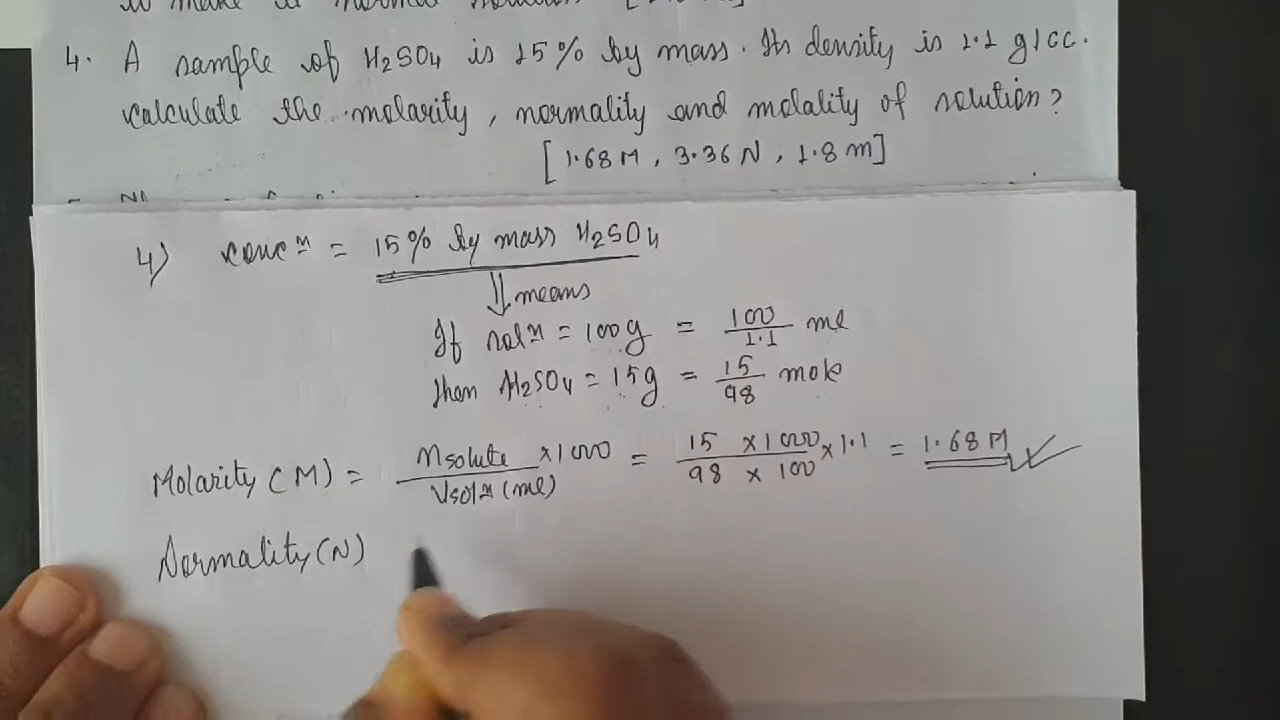 4. A sample of H₂SO₄ is 15% by mass. Its density is 1.1 g/cc.
calculate the molarity, normality and molality of solution?
[1.68 M, 3.36 N, 1.8 m]
4) concⁿ = 15% by mass H₂SO₄
means
If solⁿ = 100g = 100/1.1 ml
then H₂SO₄ = 15g = 15/98 mole
Molarity (M) = nsolute/Vsolⁿ(ml) ×1000 = 15 × 1000/98 × 100 × 1.1 = 1.68 M
Normality (N)